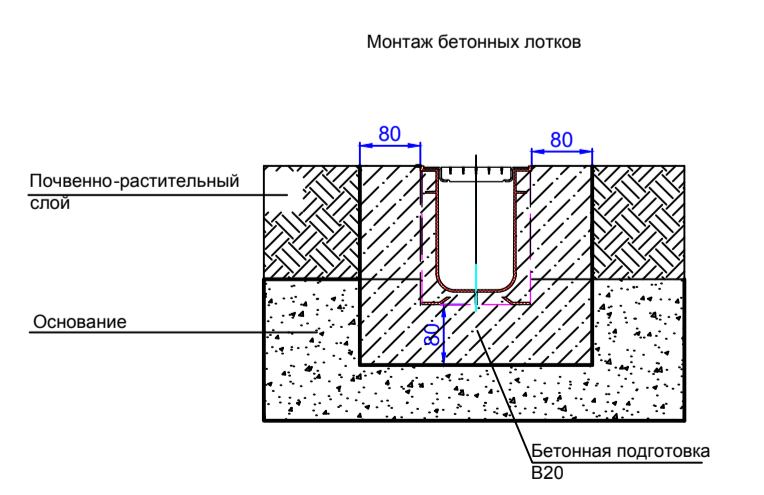 Монтаж бетонных лотков
80
80
Почвенно-растительный
слой
Основание
80
Бетонная подготовка
В20